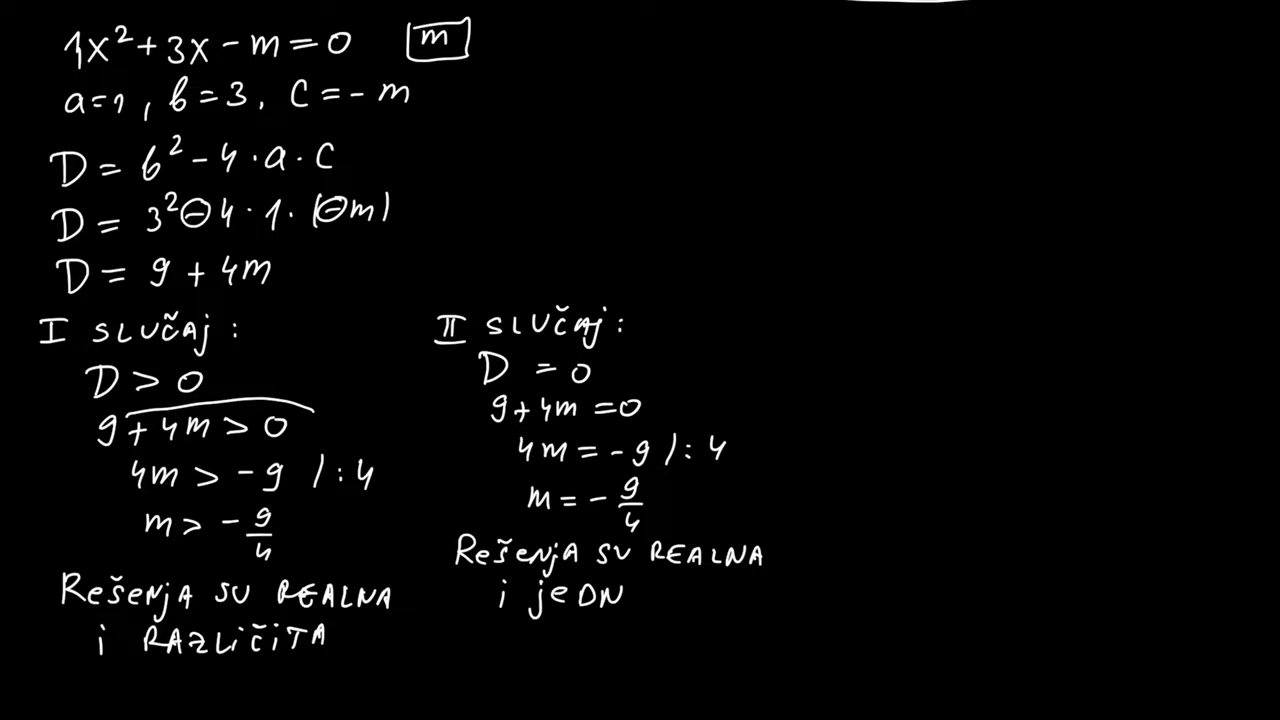 1x² + 3x - m = 0 m
a = 1, b = 3, c = - m
D = b² - 4 · a · c
D = 3² - 4 · 1 · (-m)
D = 9 + 4m
I SLUČAJ:
D > 0
9 + 4m > 0
4m > - 9 / : 4
m > - 9/4
Rešenja su REALNA
i RAZLIČITA
II SLUČAJ:
D = 0
9 + 4m = 0
4m = - 9 / : 4
m = - 9/4
Rešenja su REALNA
i jedn